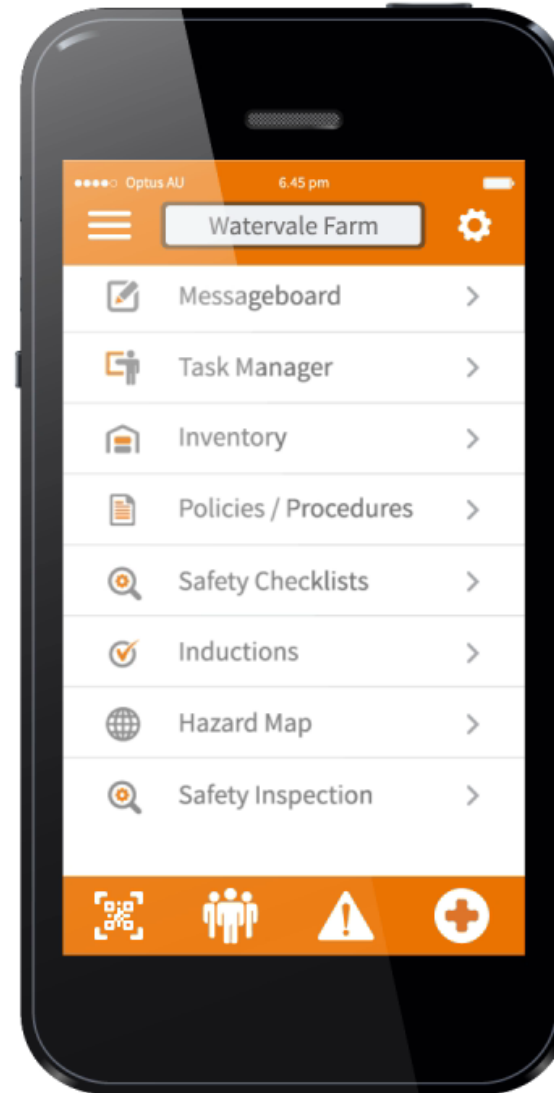 Optus AU 6.45 pm
Watervale Farm
Messageboard
Task Manager
Inventory
Policies / Procedures
Safety Checklists
Inductions
Hazard Map
Safety Inspection